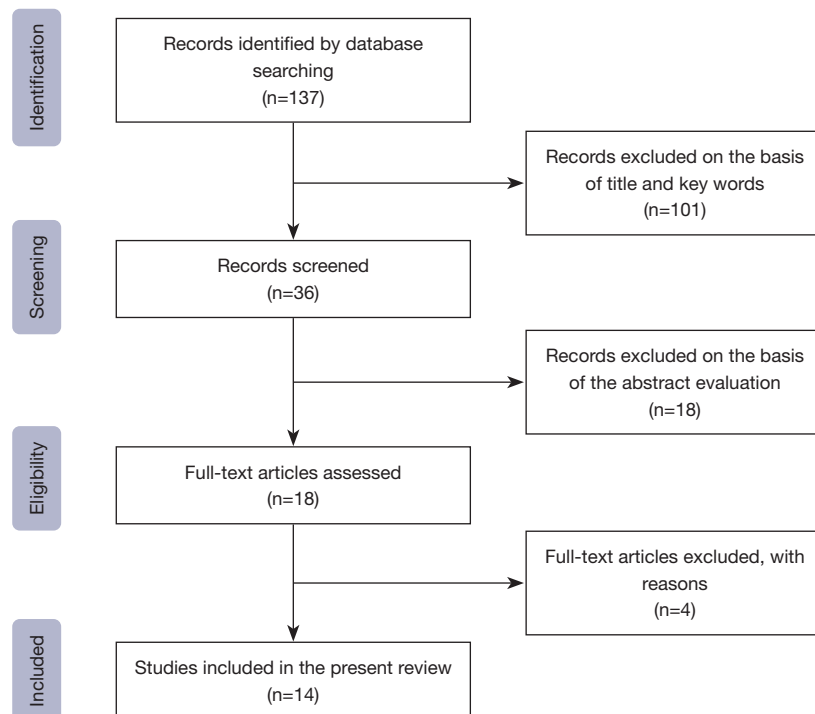 Identification
Records identified by database
searching
(n=137)
Records excluded on the basis
of title and key words
(n=101)
Screening
Records screened
(n=36)
Records excluded on the basis
of the abstract evaluation
(n=18)
Eligibility
Full-text articles assessed
(n=18)
Full-text articles excluded, with
reasons
(n=4)
Included
Studies included in the present review
(n=14)